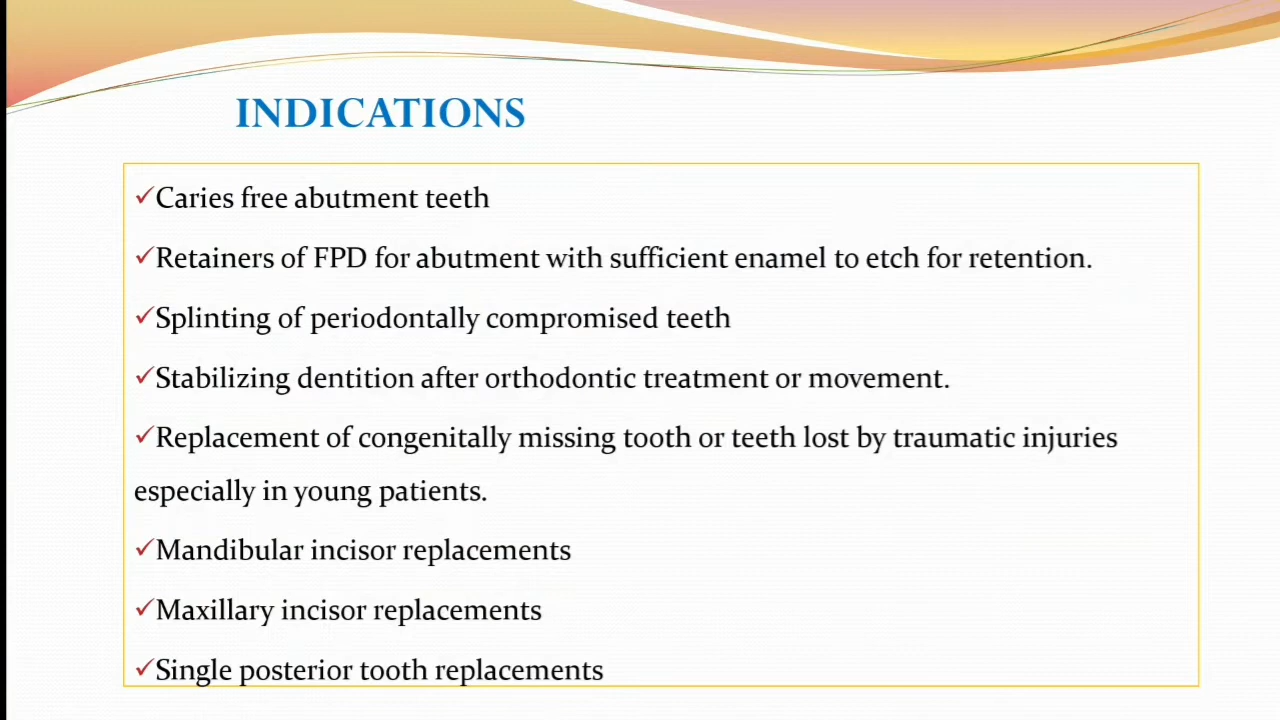 INDICATIONS
✓Caries free abutment teeth
✓Retainers of FPD for abutment with sufficient enamel to etch for retention.
✓Splinting of periodontally compromised teeth
✓Stabilizing dentition after orthodontic treatment or movement.
✓Replacement of congenitally missing tooth or teeth lost by traumatic injuries
especially in young patients.
✓Mandibular incisor replacements
✓Maxillary incisor replacements
✓Single posterior tooth replacements